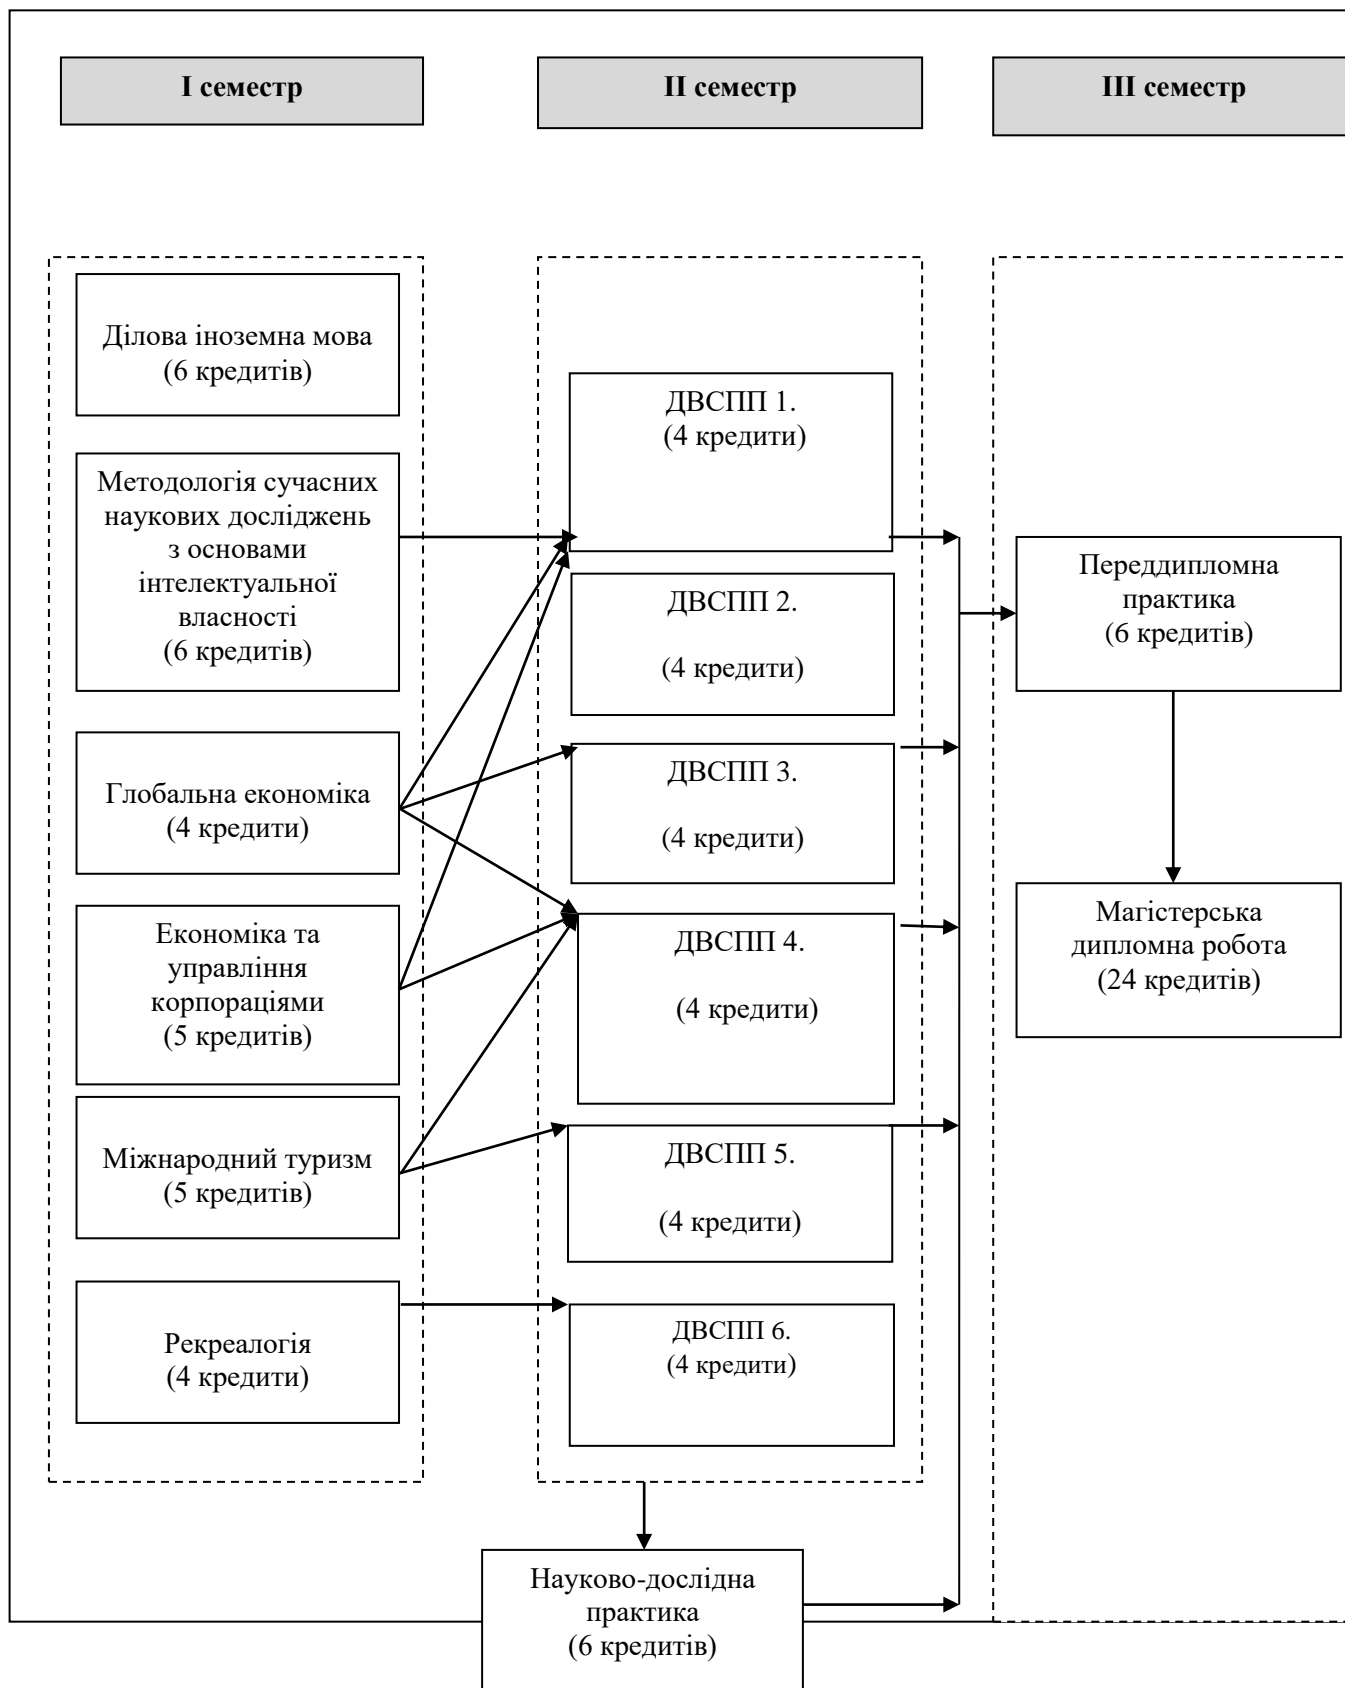 І семестр
ІІ семестр
ІІІ семестр
Ділова іноземна мова
(6 кредитів)
Методологія сучасних
наукових досліджень
з основами
інтелектуальної
власності
(6 кредитів)
Глобальна економіка
(4 кредити)
Економіка та
управління
корпораціями
(5 кредитів)
Міжнародний туризм
(5 кредитів)
Рекреалогія
(4 кредити)
ДВСПП 1.
(4 кредити)
ДВСПП 2.
(4 кредити)
ДВСПП 3.
(4 кредити)
ДВСПП 4.
(4 кредити)
ДВСПП 5.
(4 кредити)
ДВСПП 6.
(4 кредити)
Науково-дослідна
практика
(6 кредитів)
Переддипломна
практика
(6 кредитів)
Магістерська
дипломна робота
(24 кредитів)